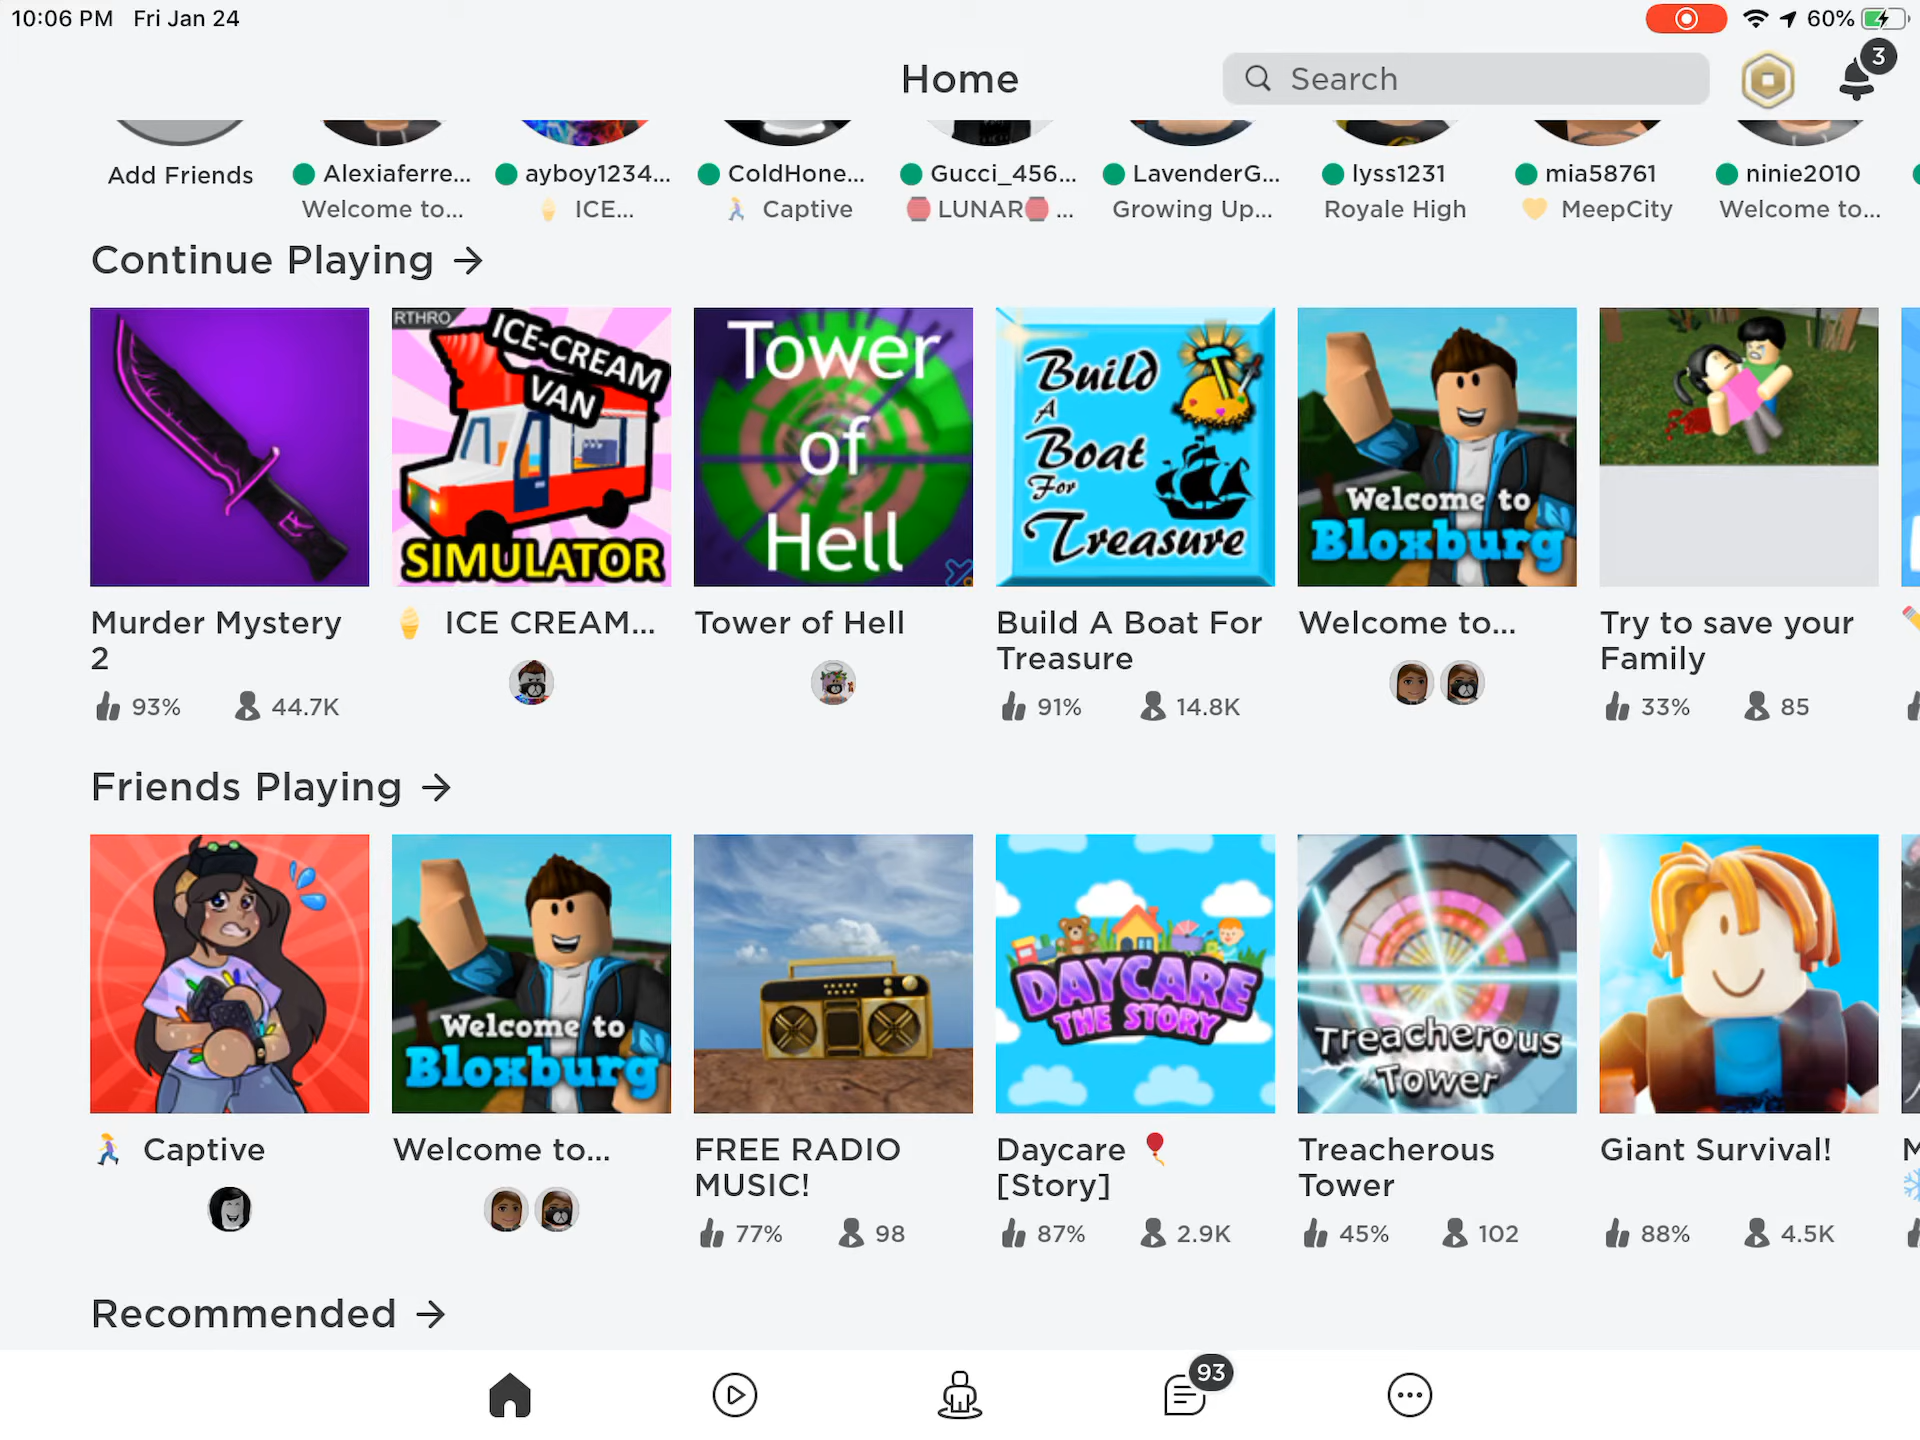 10:06 PM Fri Jan 24
60%
Home
Search
3
Add Friends
Alexiaferre...
ayboy1234...
ColdHone...
Gucci_456...
LavenderG...
lyss1231
mia58761
ninie2010
Welcome to...
ICE...
Captive
LUNAR ...
Growing Up...
Royale High
MeepCity
Welcome to...
Continue Playing →
RTHRO
ICE-CREAM
VAN
SIMULATOR
Tower
of
Hell
Build
A
Boat
For
Treasure
Welcome to
Bloxburg
Murder Mystery
2
93% 44.7K
ICE CREAM...
Tower of Hell
Build A Boat For
Treasure
91% 14.8K
Welcome to...
Try to save your
Family
33% 85
Friends Playing →
Welcome to
Bloxburg
DAYCARE
THE STORY
Treacherous
Tower
Captive
Welcome to...
FREE RADIO
MUSIC!
77% 98
Daycare
[Story]
87% 2.9K
Treacherous
Tower
45% 102
Giant Survival!
88% 4.5K
Recommended →
93